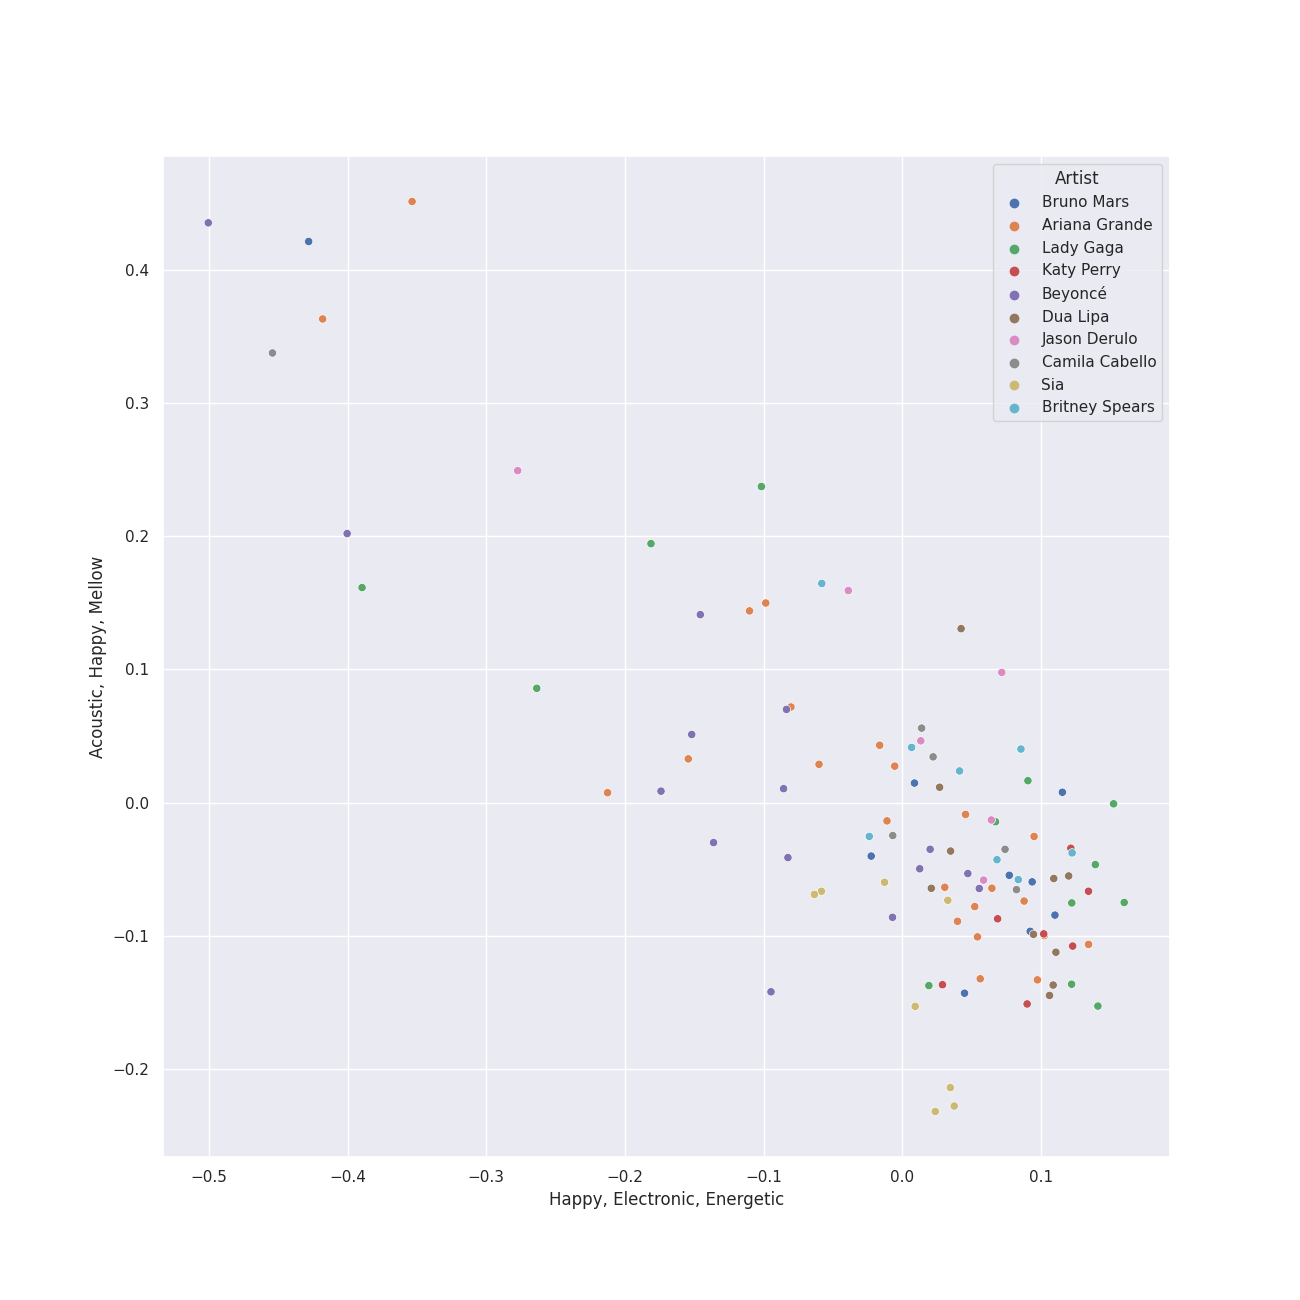 Artist
Bruno Mars
Ariana Grande
Lady Gaga
Katy Perry
Beyoncé
Dua Lipa
Jason Derulo
Camila Cabello
Sia
Britney Spears
0.4
0.3
0.2
0.1
0.0
−0.1
−0.2
Acoustic, Happy, Mellow
−0.5 −0.4 −0.3 −0.2 −0.1 0.0 0.1
Happy, Electronic, Energetic